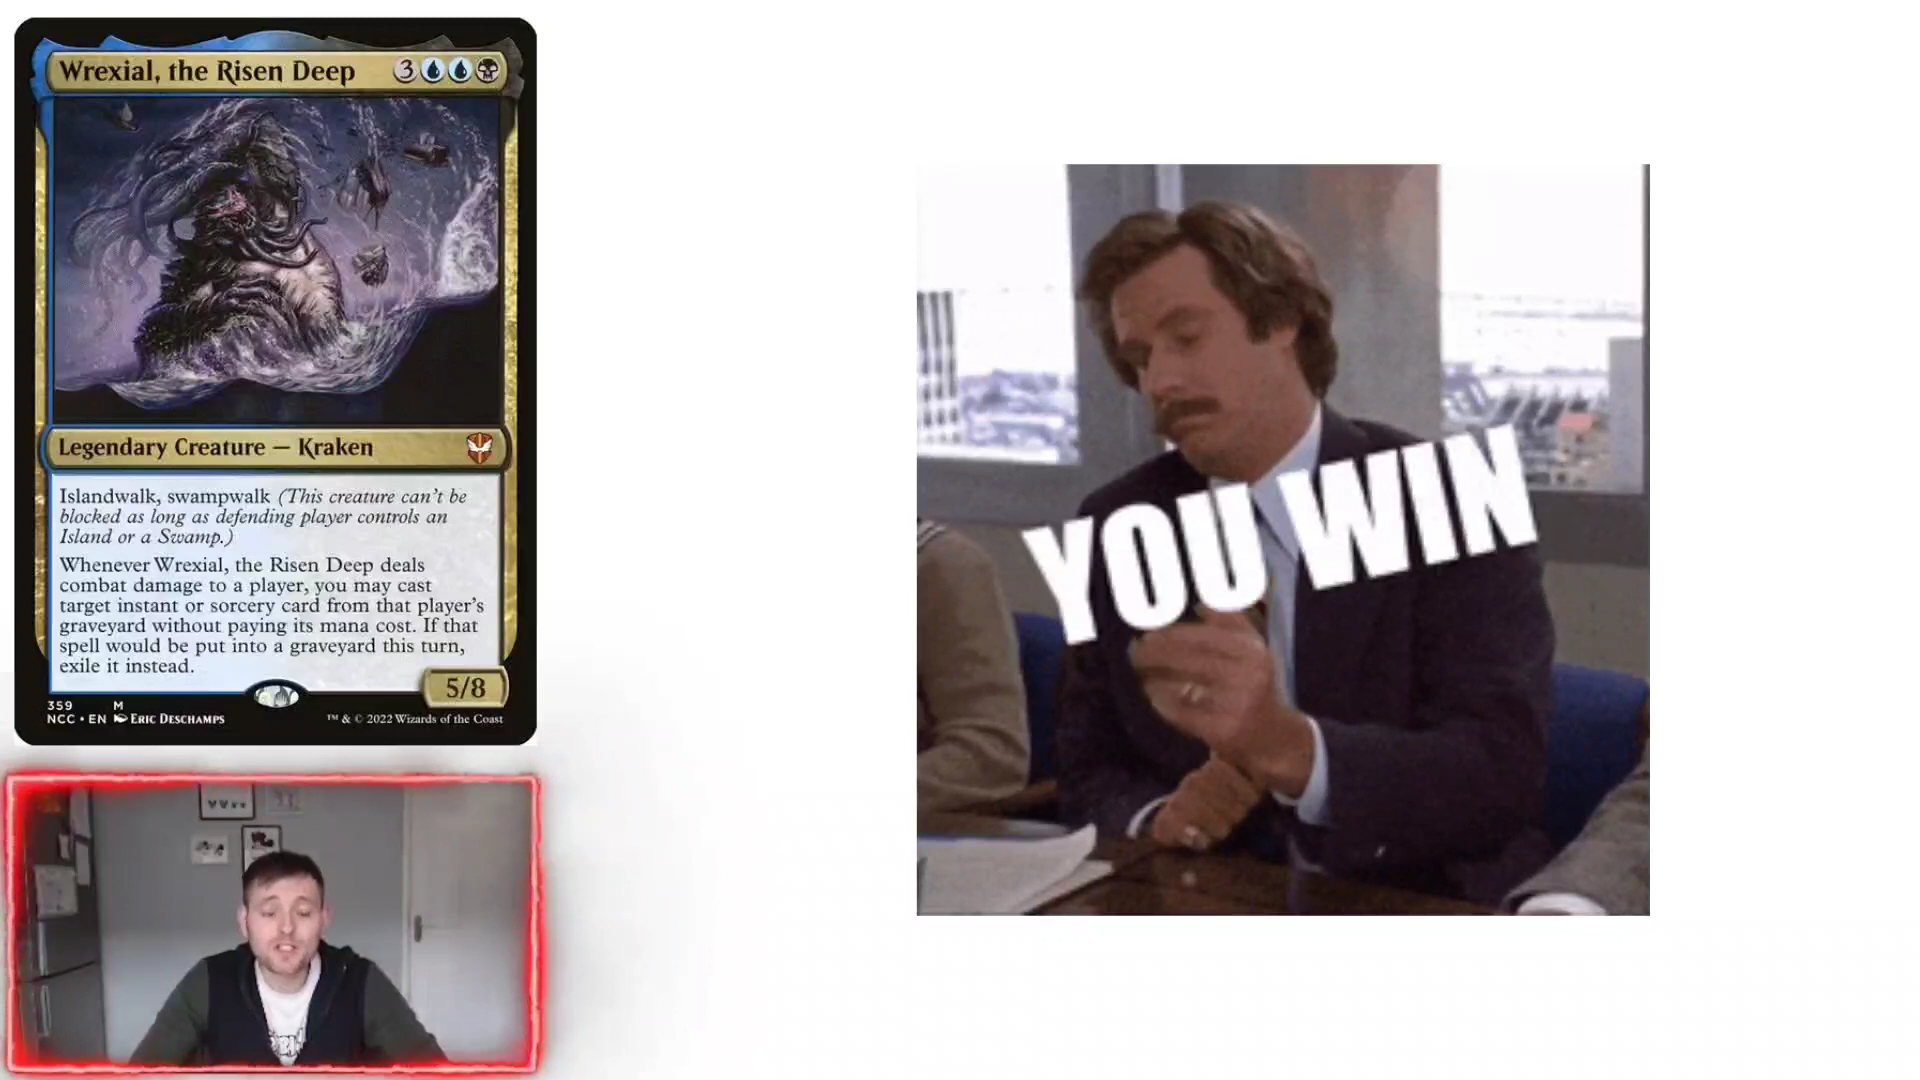 Wrexial, the Risen Deep 3
Legendary Creature — Kraken
Islandwalk, swampwalk (This creature can't be
blocked as long as defending player controls an
Island or a Swamp.)
Whenever Wrexial, the Risen Deep deals
combat damage to a player, you may cast
target instant or sorcery card from that player's
graveyard without paying its mana cost. If that
spell would be put into a graveyard this turn,
exile it instead.
5/8
359 M
NCC • EN Eric Deschamps
™ & © 2022 Wizards of the Coast
YOU WIN